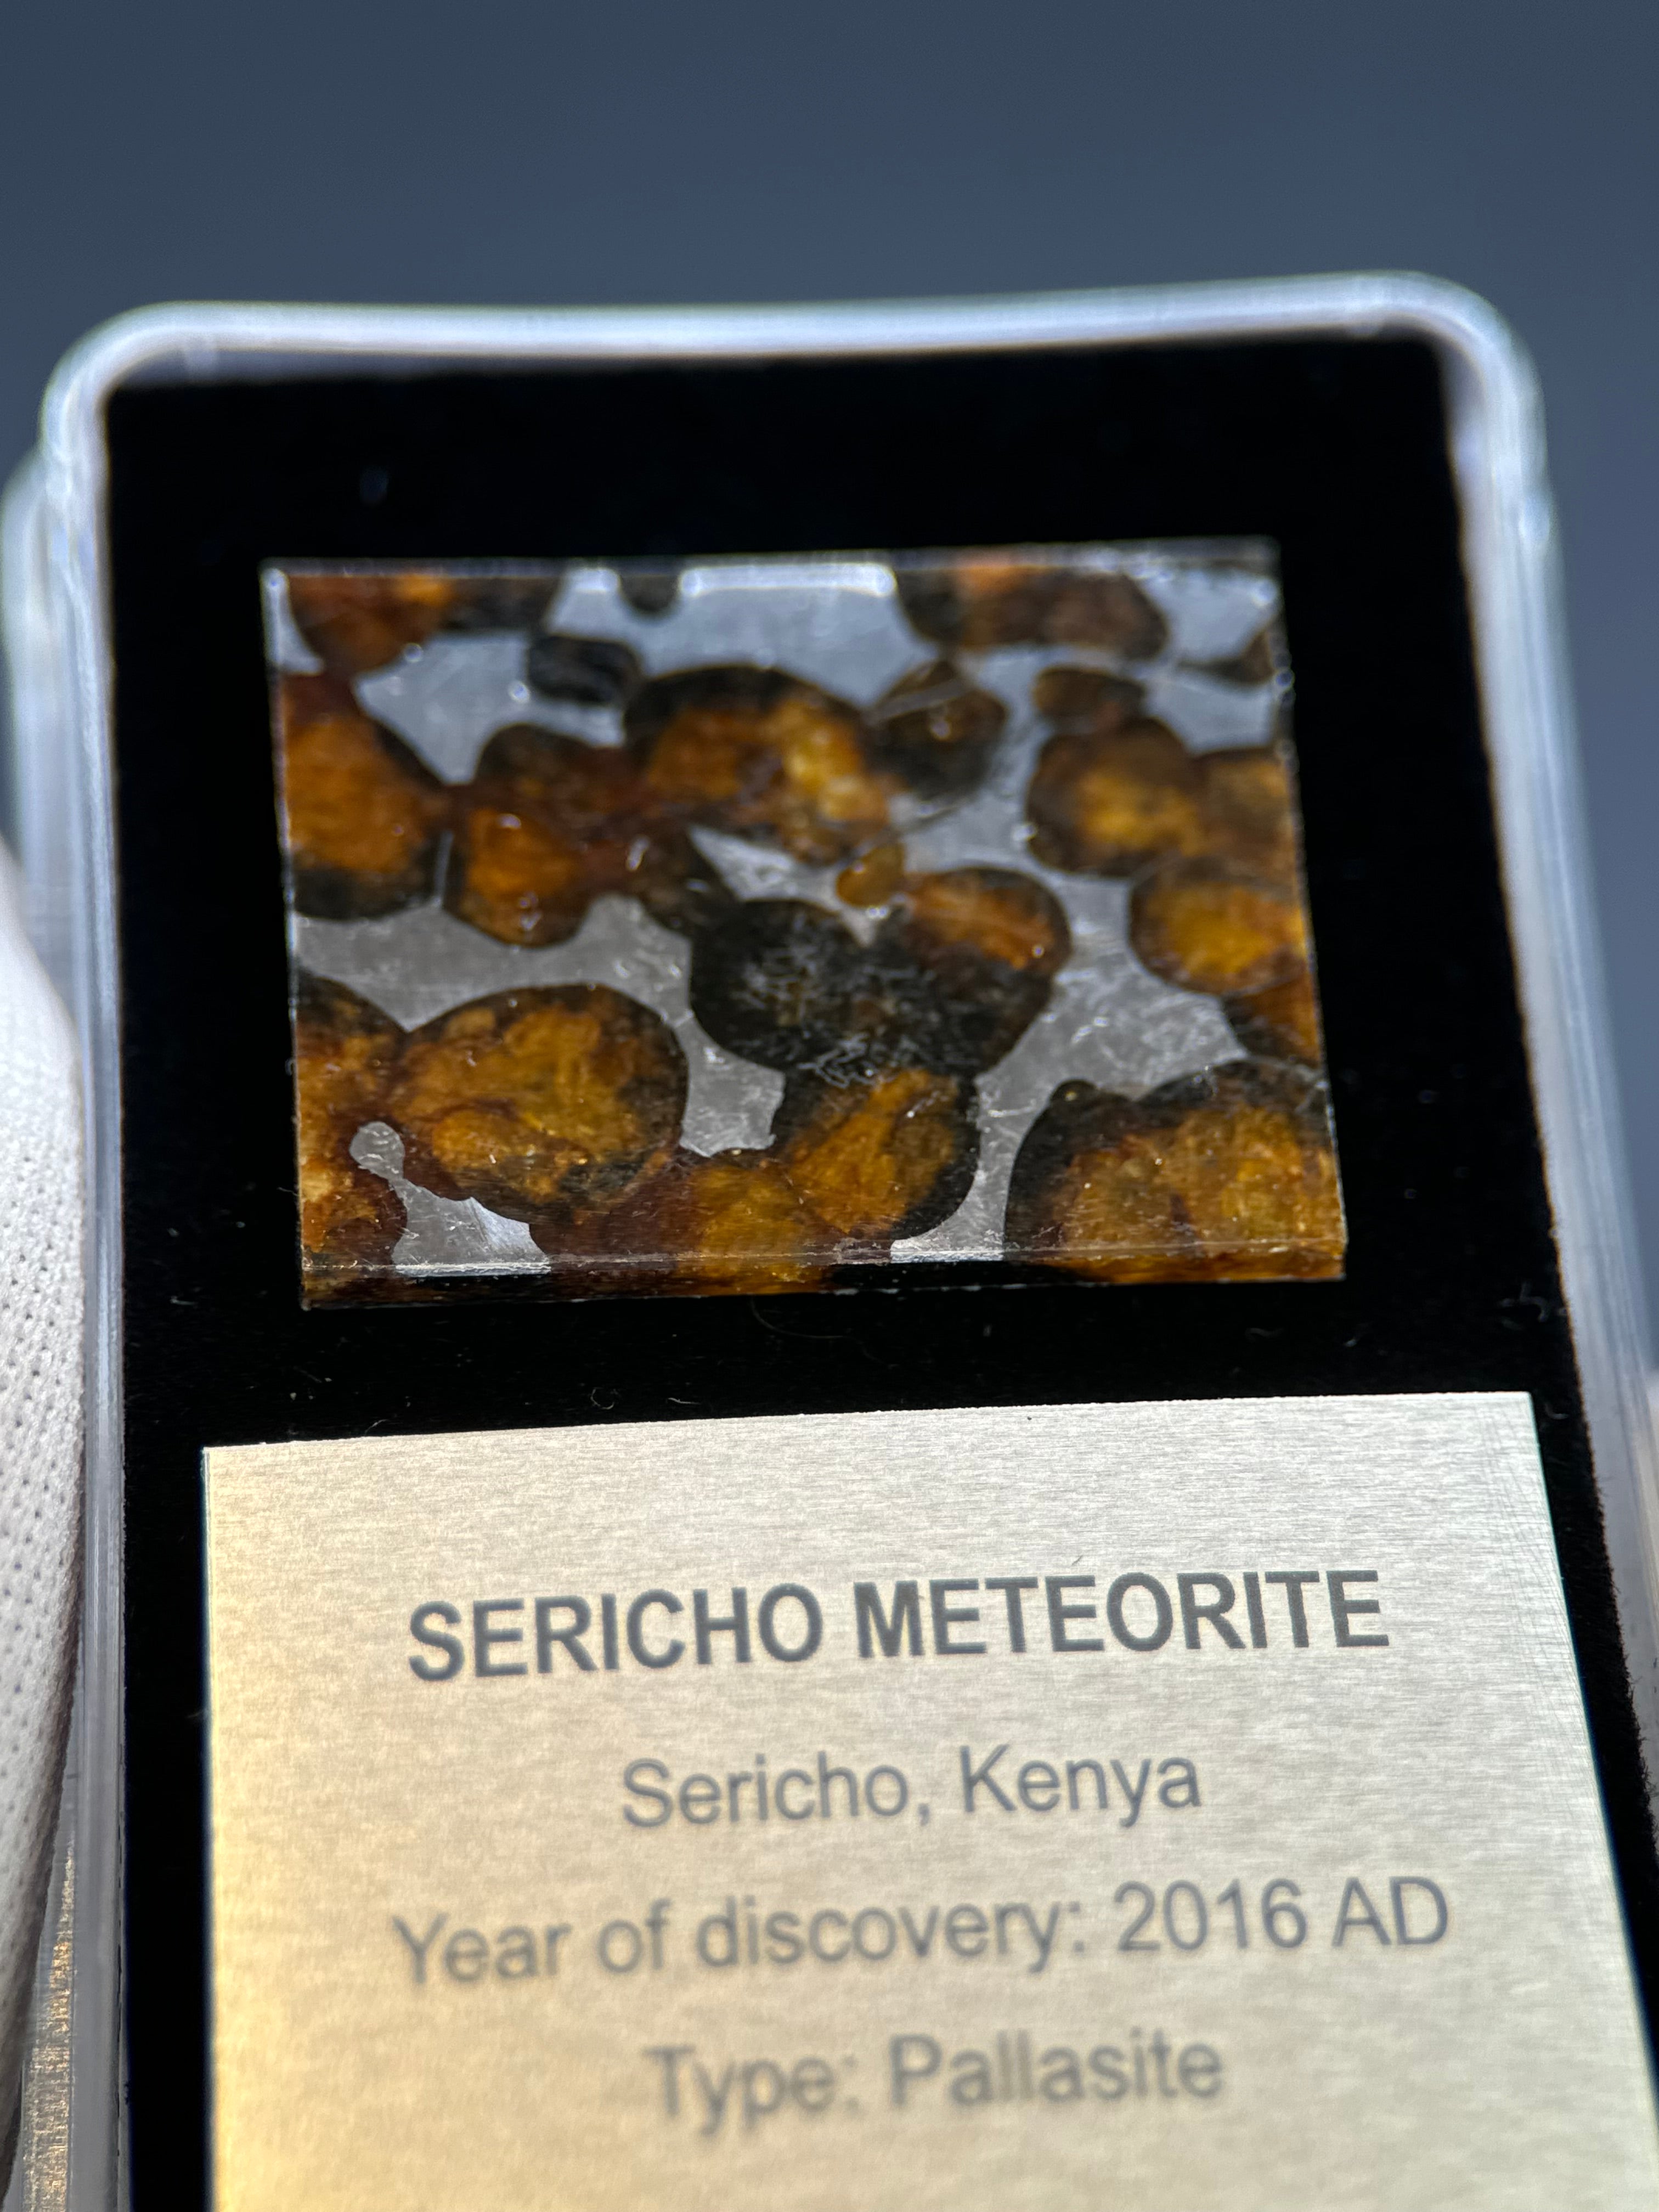 SERICHO METEORITE
Sericho, Kenya
Year of discovery: 2016 AD
Type: Pallasite